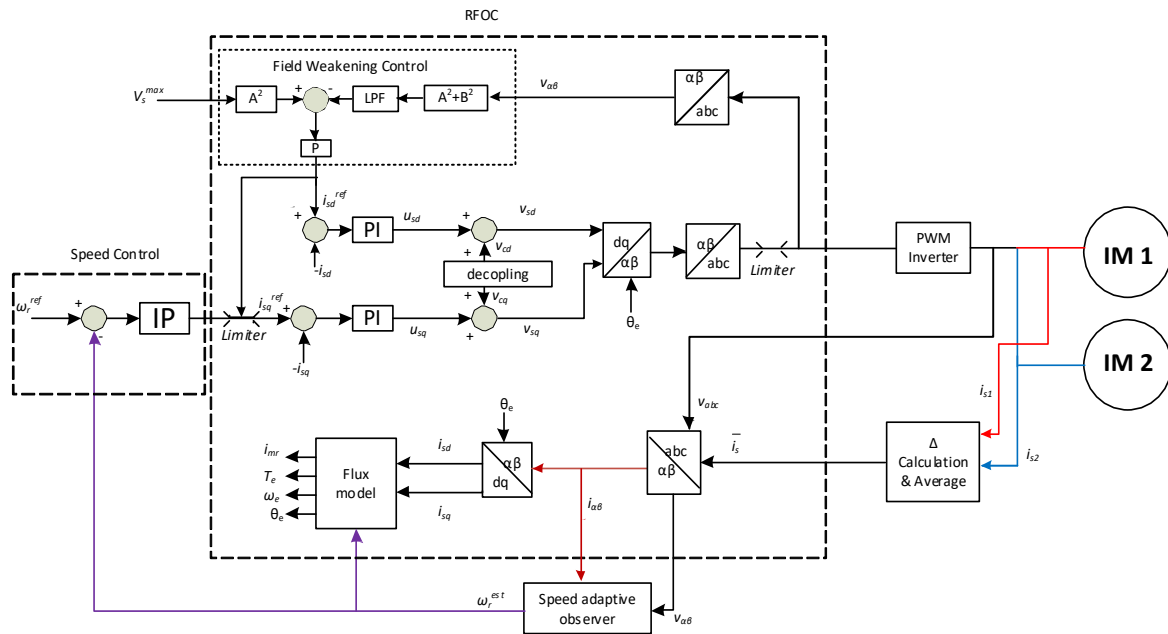 RFOC
Field Weakening Control
V_s^max
A²
+
-
LPF
A²+B²
v_αβ
αβ
abc
P
i_sd^ref
+
-
PI
u_sd
+
v_sd
-i_sd
v_cd
+
decopling
dq
αβ
αβ
abc
Limiter
PWM
Inverter
IM 1
θ_e
Speed Control
ω_r^ref
+
-
IP
Limiter
i_sq^ref
+
PI
u_sq
+
v_cq
+
v_sq
-i_sq
IM 2
i_s1
i_s2
v_abc
θ_e
i_mr
T_e
ω_e
θ_e
Flux
model
i_sd
i_sq
αβ
dq
i_αβ
abc
αβ
i̅_s
Δ
Calculation
& Average
ω_r^est
Speed adaptive
observer
v_αβ